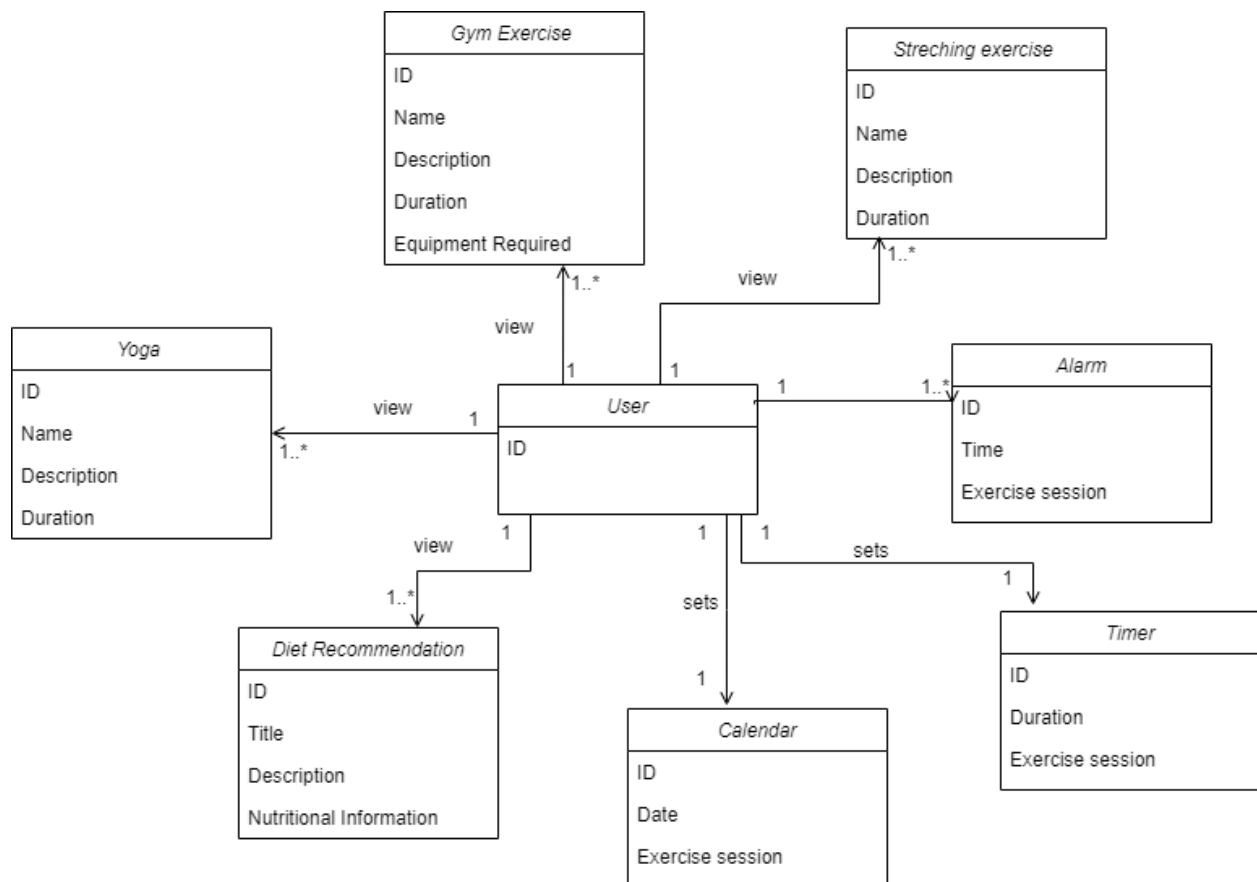 Gym Exercise
ID
Name
Description
Duration
Equipment Required
Streching exercise
ID
Name
Description
Duration
1..*
view
1
1..*
view
1
Yoga
ID
Name
Description
Duration
view
1
1..*
User
ID
1
1..*
Alarm
ID
Time
Exercise session
1
view
1..*
Diet Recommendation
ID
Title
Description
Nutritional Information
1
sets
1
Calendar
ID
Date
Exercise session
1
sets
1
Timer
ID
Duration
Exercise session